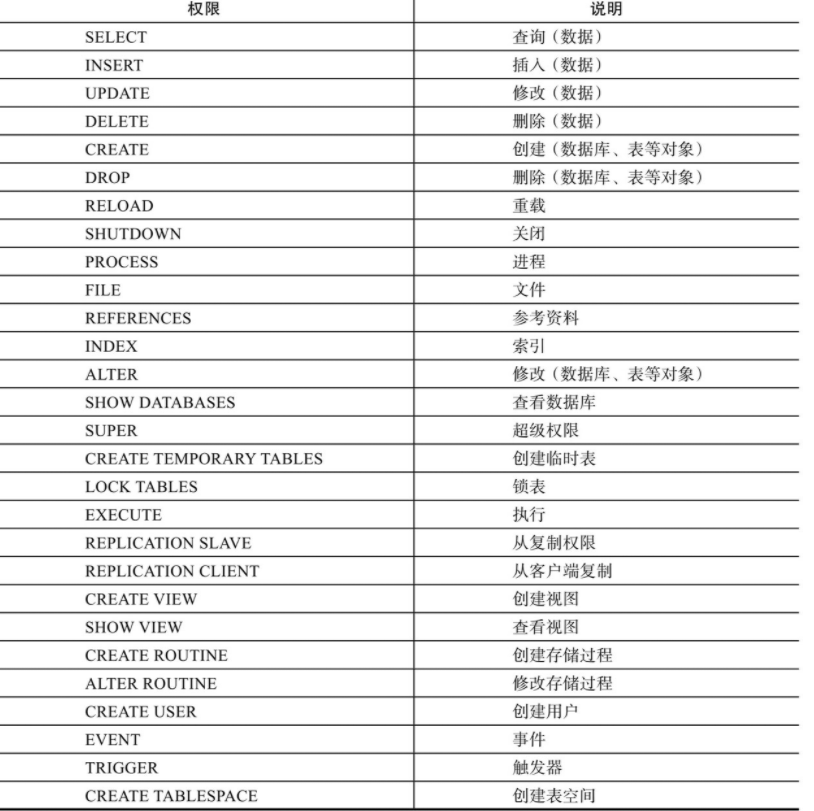 权限 说明
SELECT 查询（数据）
INSERT 插入（数据）
UPDATE 修改（数据）
DELETE 删除（数据）
CREATE 创建（数据库、表等对象）
DROP 删除（数据库、表等对象）
RELOAD 重载
SHUTDOWN 关闭
PROCESS 进程
FILE 文件
REFERENCES 参考资料
INDEX 索引
ALTER 修改（数据库、表等对象）
SHOW DATABASES 查看数据库
SUPER 超级权限
CREATE TEMPORARY TABLES 创建临时表
LOCK TABLES 锁表
EXECUTE 执行
REPLICATION SLAVE 从复制权限
REPLICATION CLIENT 从客户端复制
CREATE VIEW 创建视图
SHOW VIEW 查看视图
CREATE ROUTINE 创建存储过程
ALTER ROUTINE 修改存储过程
CREATE USER 创建用户
EVENT 事件
TRIGGER 触发器
CREATE TABLESPACE 创建表空间